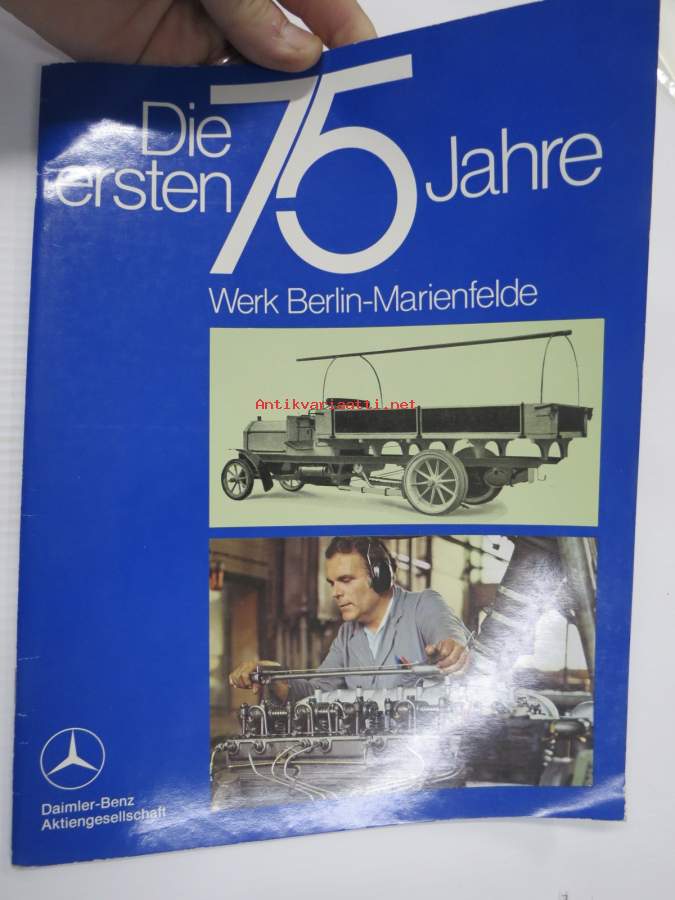 Die
ersten 75 Jahre
Werk Berlin-Marienfelde
Antikvariaatti.net
Daimler-Benz
Aktiengesellschaft